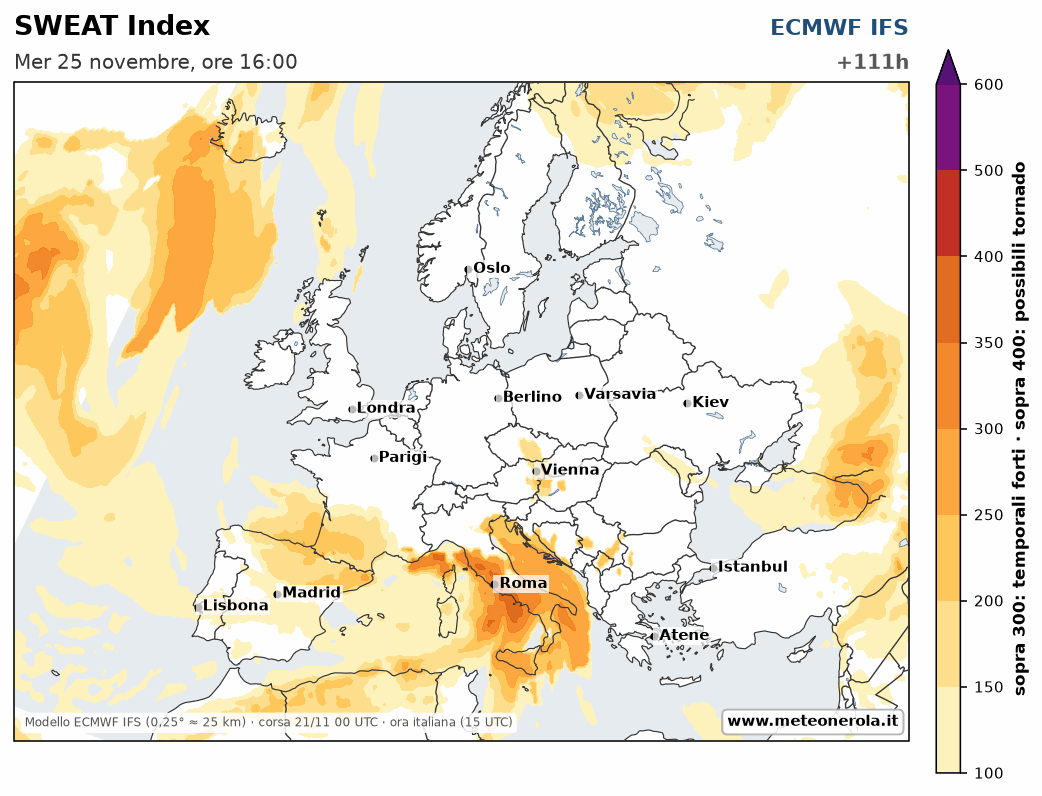 SWEAT Index
ECMWF IFS
Mer 25 novembre, ore 16:00
+111h
Oslo
Londra
Berlino
Varsavia
Kiev
Parigi
Vienna
Istanbul
Roma
Madrid
Lisbona
Atene
Modello ECMWF IFS (0,25° ≈ 25 km) · corsa 21/11 00 UTC · ora italiana (15 UTC)
www.meteonerola.it
600
500
400
350
300
250
200
150
100
sopra 300: temporali forti · sopra 400: possibili tornado